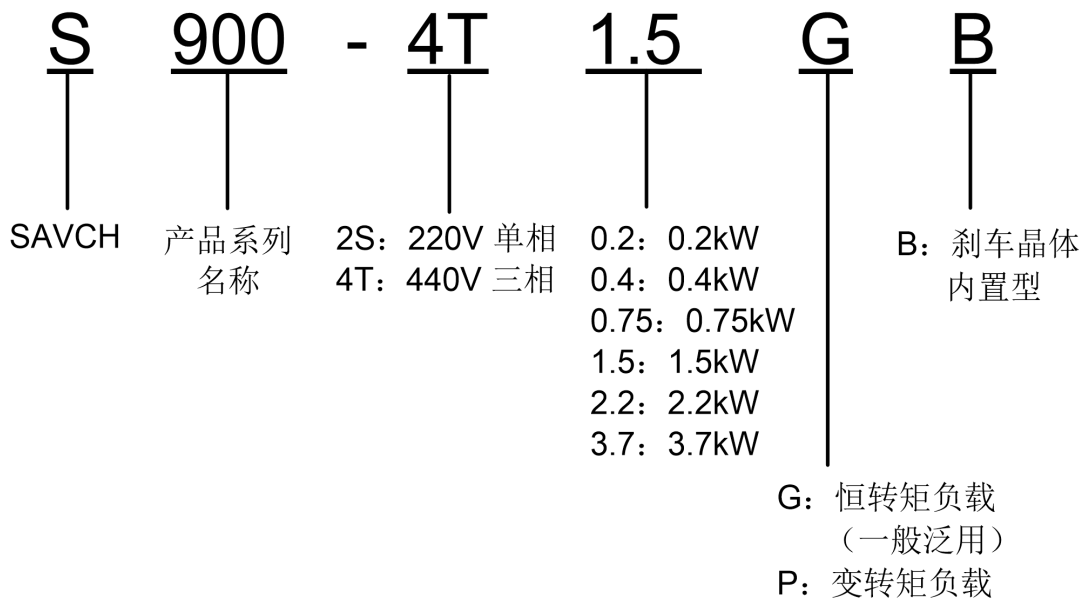 S 900 - 4T 1.5 G B
SAVCH
产品系列
名称
2S：220V 单相
4T：440V 三相
0.2：0.2kW
0.4：0.4kW
0.75：0.75kW
1.5：1.5kW
2.2：2.2kW
3.7：3.7kW
B：刹车晶体
内置型
G：恒转矩负载
（一般泛用）
P：变转矩负载